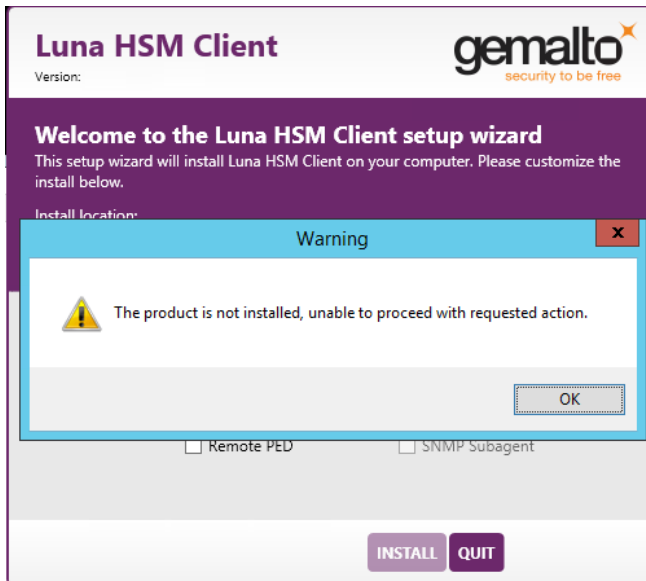 Luna HSM Client
Version:
gemalto
security to be free
Welcome to the Luna HSM Client setup wizard
This setup wizard will install Luna HSM Client on your computer. Please customize the
install below.
Install location:
Warning
x
The product is not installed, unable to proceed with requested action.
OK
Remote PED
SNMP Subagent
INSTALL
QUIT